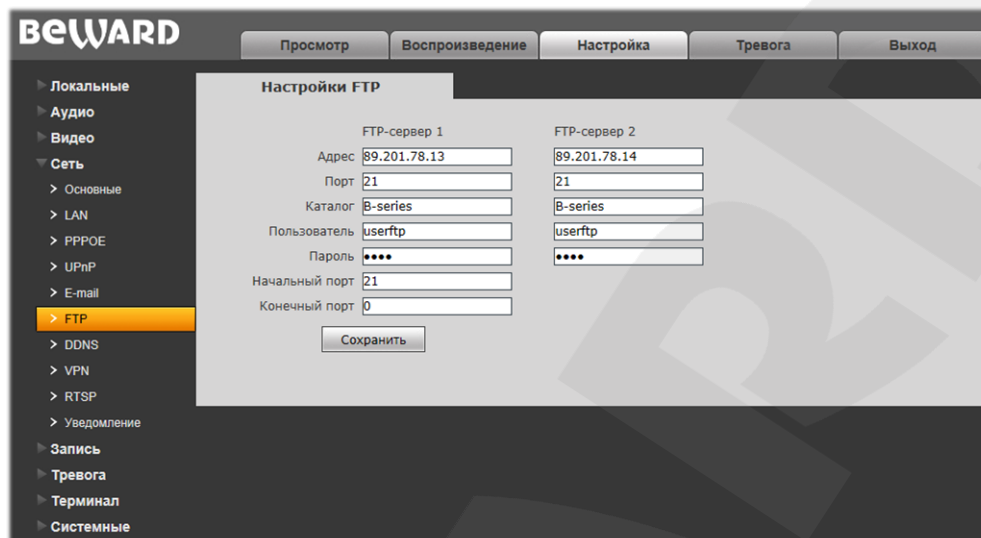 BEWARD
Просмотр
Воспроизведение
Настройка
Тревога
Выход
Локальные
Аудио
Видео
Сеть
Основные
LAN
PPPOE
UPnP
E-mail
FTP
DDNS
VPN
RTSP
Уведомление
Запись
Тревога
Терминал
Системные
Настройки FTP
FTP-сервер 1 FTP-сервер 2
Адрес 89.201.78.13 89.201.78.14
Порт 21 21
Каталог B-series B-series
Пользователь userftp userftp
Пароль •••• ••••
Начальный порт 21
Конечный порт 0
Сохранить